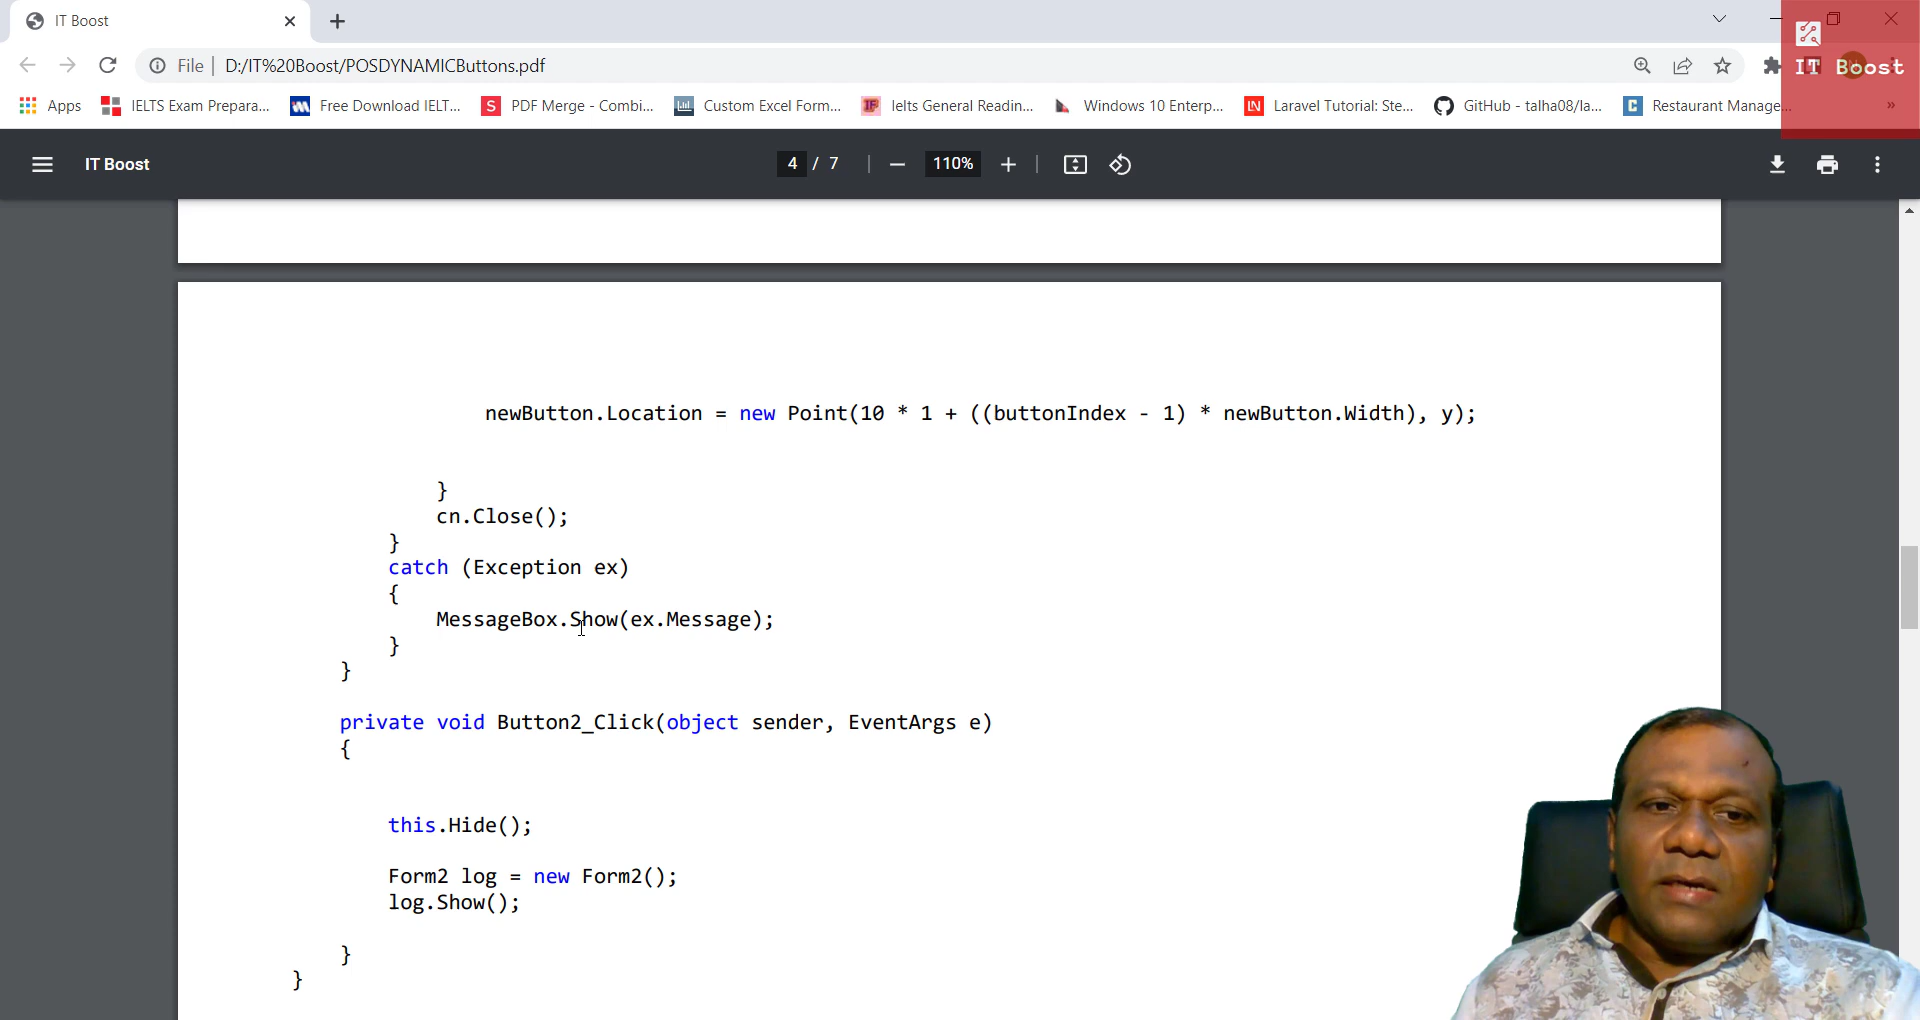 IT Boost
File
D:/IT%20Boost/POSDYNAMICButtons.pdf
IT Boost
Apps
IELTS Exam Prepara...
Free Download IELT...
PDF Merge - Combi...
Custom Excel Form...
Ielts General Readin...
Windows 10 Enterp...
Laravel Tutorial: Ste...
GitHub - talha08/la...
Restaurant Manage...
»
IT Boost
4 / 7
110%
newButton.Location = new Point(10 * 1 + ((buttonIndex - 1) * newButton.Width), y);
}
cn.Close();
}
catch (Exception ex)
{
MessageBox.Show(ex.Message);
}
}
private void Button2_Click(object sender, EventArgs e)
{
this.Hide();
Form2 log = new Form2();
log.Show();
}
}